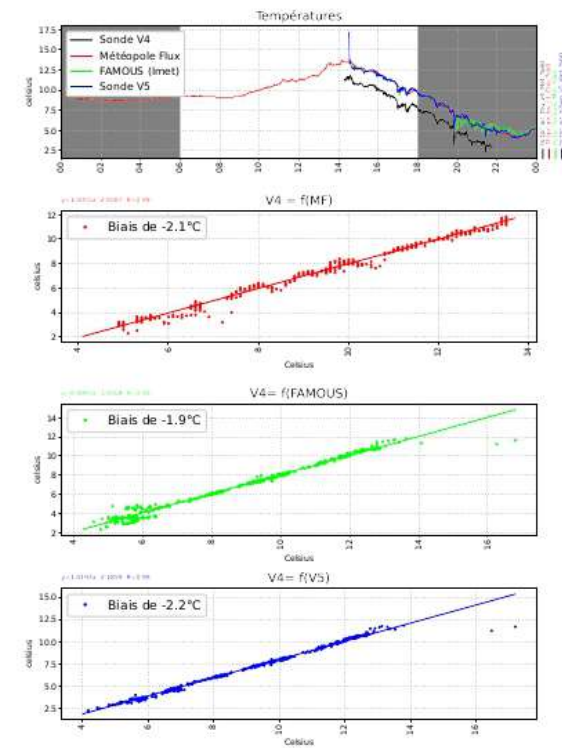 Températures
17.5
15.0
12.5
10.0
7.5
5.0
2.5
celsius
Sonde V4
Météopole Flux
FAMOUS (Imet)
Sonde V5
00 02 04 06 08 10 12 14 16 18 20 22 00
V4 = f(MF)
12
10
8
6
4
2
celsius
Biais de -2.1°C
4 6 8 10 12 14
Celsius
V4= f(FAMOUS)
14
12
10
8
6
4
2
celsius
Biais de -1.9°C
4 6 8 10 12 14 16
Celsius
V4= f(V5)
15.0
12.5
10.0
7.5
5.0
2.5
celsius
Biais de -2.2°C
4 6 8 10 12 14 16
Celsius